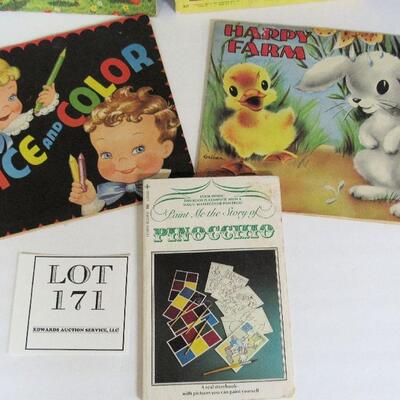 HAPPY
FARM
ICE AND COLOR
Paint Me the Story of
PINOCCHIO
A real storybook
with pictures you can paint yourself
LOT
171
EDWARDS AUCTION SERVICE, LLC